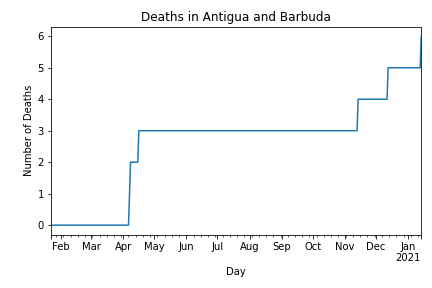 Deaths in Antigua and Barbuda
6
5
4
3
2
1
0
Number of Deaths
Feb Mar Apr May Jun Jul Aug Sep Oct Nov Dec Jan
2021
Day